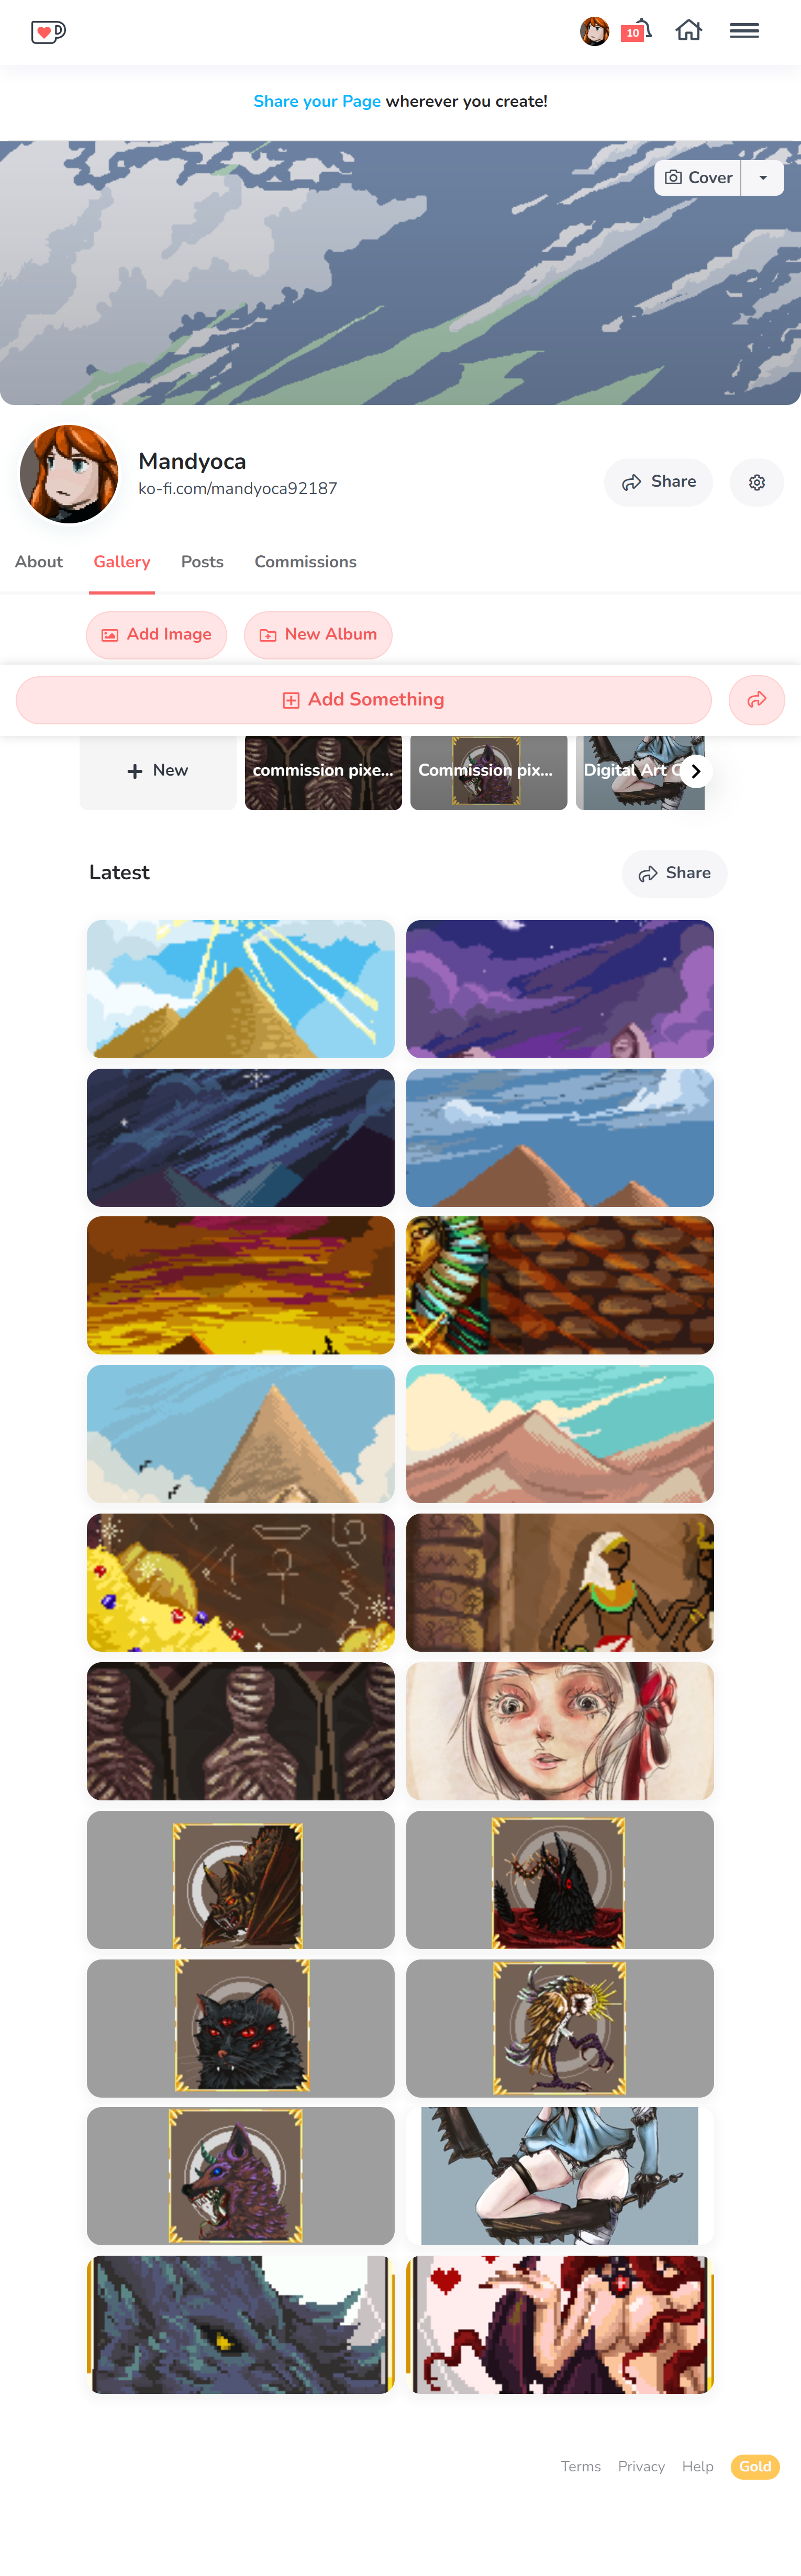 10
Share your Page wherever you create!
Cover
Mandyoca
ko-fi.com/mandyoca92187
Share
About Gallery Posts Commissions
Add Image New Album
Add Something
New commission pixe... Commission pix... Digital Art C
Latest Share
Terms Privacy Help Gold